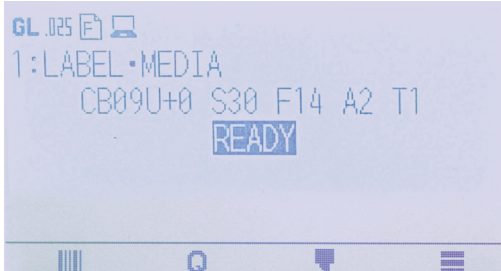 GL .025 F
1:LABEL•MEDIA
CB09U+0 S30 F14 A2 T1
READY
Q